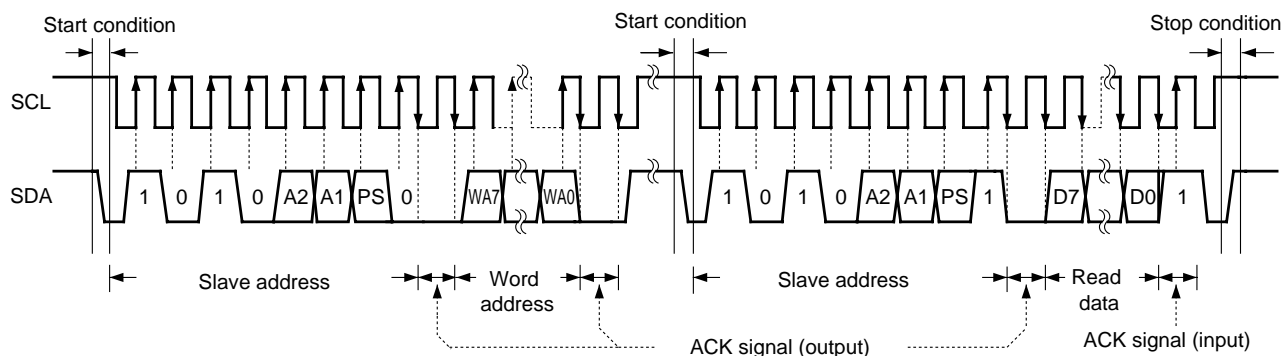 Start condition
Start condition
Stop condition
SCL
SDA
1 0 1 0 A2 A1 PS 0 WA7 WA0 1 0 1 0 A2 A1 PS 1 D7 D0 1
Slave address
Word
address
Slave address
Read
data
ACK signal (output)
ACK signal (input)